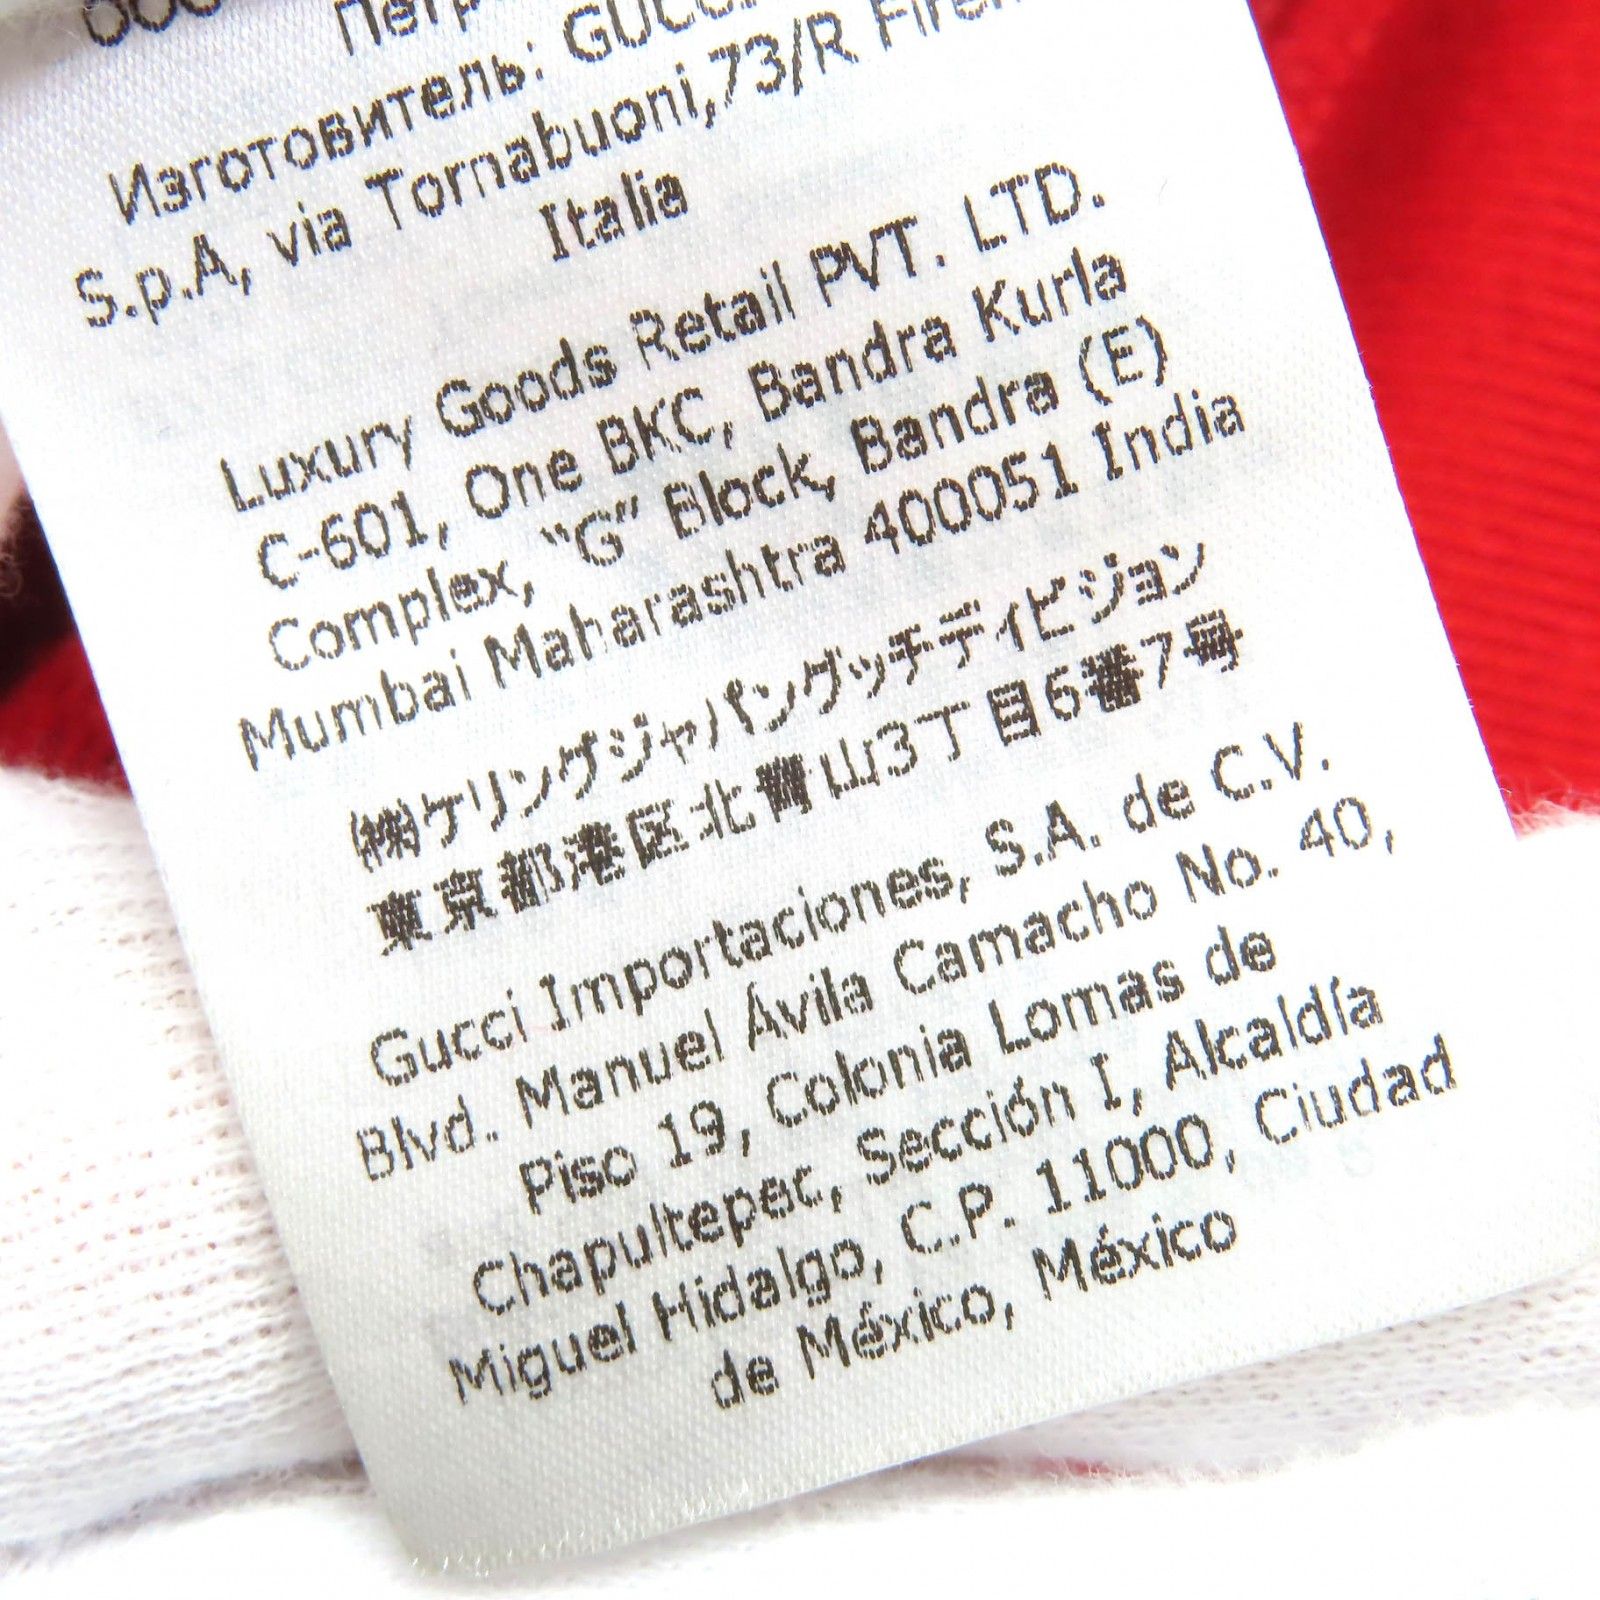 Изготовитель: GUCCI
S.p.A, via Tornabuoni,73/R
Italia
Luxury Goods Retail PVT. LTD.
C-601, One BKC, Bandra Kurla
Complex, “G” Block, Bandra (E)
Mumbai Maharashtra 400051 India
㈱ケリングジャパングッチディビジョン
東京都港区北青山3丁目6番7号
Gucci Importaciones, S.A. de C.V.
Blvd. Manuel Ávila Camacho No. 40,
Piso 19, Colonia Lomas de
Chapultepec, Sección I, Alcaldía
Miguel Hidalgo, C.P. 11000, Ciudad
de México, México